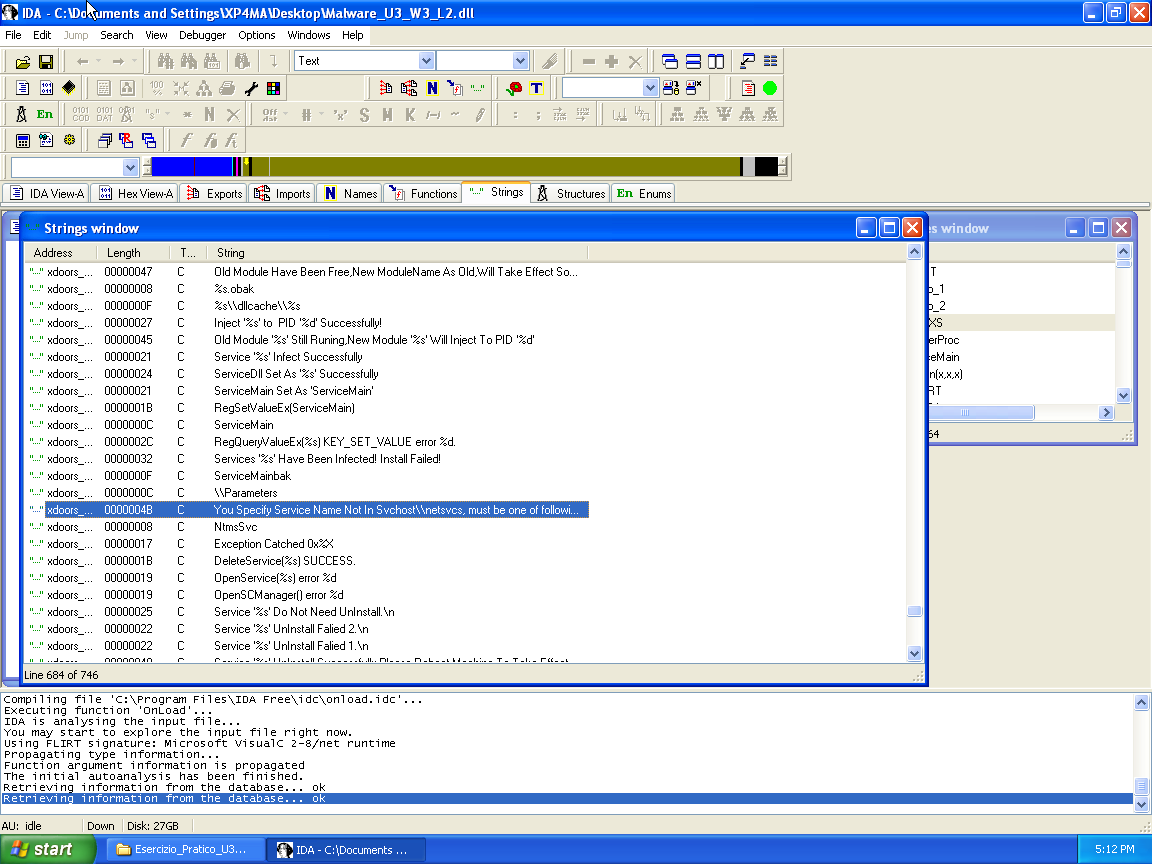 IDA - C:\Documents and Settings\XP4MA\Desktop\Malware_U3_W3_L2.dll
File Edit Jump Search View Debugger Options Windows Help
Text
En
IDA View-A Hex View-A Exports Imports N Names Functions Strings Structures En Enums
Strings window
Address Length T... String
xdoors_... 00000047 C Old Module Have Been Free,New ModuleName As Old,Will Take Effect So...
xdoors_... 00000008 C %s.obak
xdoors_... 0000000F C %s\\dllcache\\%s
xdoors_... 00000027 C Inject '%s' to PID '%d' Successfully!
xdoors_... 00000045 C Old Module '%s' Still Runing,New Module '%s' Will Inject To PID '%d'
xdoors_... 00000021 C Service '%s' Infect Successfully
xdoors_... 00000024 C ServiceDll Set As '%s' Successfully
xdoors_... 00000021 C ServiceMain Set As 'ServiceMain'
xdoors_... 0000001B C RegSetValueEx(ServiceMain)
xdoors_... 0000000C C ServiceMain
xdoors_... 0000002C C RegQueryValueEx(%s) KEY_SET_VALUE error %d.
xdoors_... 00000032 C Services '%s' Have Been Infected! Install Failed!
xdoors_... 0000000F C ServiceMainbak
xdoors_... 0000000C C \\Parameters
xdoors_... 0000004B C You Specify Service Name Not In Svchost\\netsvcs, must be one of followi...
xdoors_... 00000008 C NtmsSvc
xdoors_... 00000017 C Exception Catched 0x%X
xdoors_... 0000001B C DeleteService(%s) SUCCESS.
xdoors_... 00000019 C OpenService(%s) error %d
xdoors_... 00000019 C OpenSCManager() error %d
xdoors_... 00000025 C Service '%s' Do Not Need UnInstall.\n
xdoors_... 00000022 C Service '%s' UnInstall Falied 2.\n
xdoors_... 00000022 C Service '%s' UnInstall Falied 1.\n
Line 684 of 746
es window
T
o_1
o_2
XS
erProc
ceMain
n(x,x,x)
RT
64
Compiling file 'C:\Program Files\IDA Free\idc\onload.idc'...
Executing function 'OnLoad'...
IDA is analysing the input file...
You may start to explore the input file right now.
Using FLIRT signature: Microsoft VisualC 2-8/net runtime
Propagating type information...
Function argument information is propagated
The initial autoanalysis has been finished.
Retrieving information from the database... ok
Retrieving information from the database... ok
AU: idle Down Disk: 27GB
start Esercizio_Pratico_U3... IDA - C:\Documents ... 5:12 PM